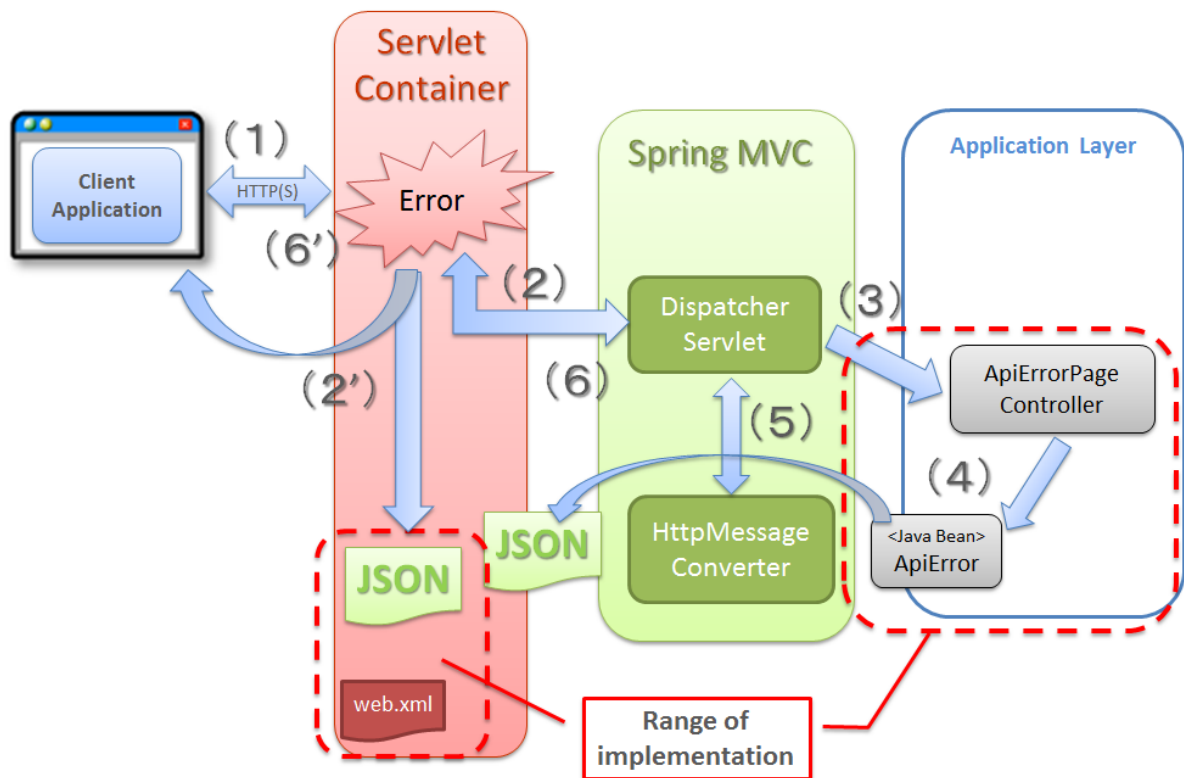 Servlet
Container
(1)
Client
Application
HTTP(S)
Error
(6')
Spring MVC
Application Layer
(2)
(3)
Dispatcher
Servlet
(2')
(6)
ApiErrorPage
Controller
(5)
(4)
JSON
HttpMessage
Converter
<Java Bean>
ApiError
JSON
web.xml
Range of
implementation